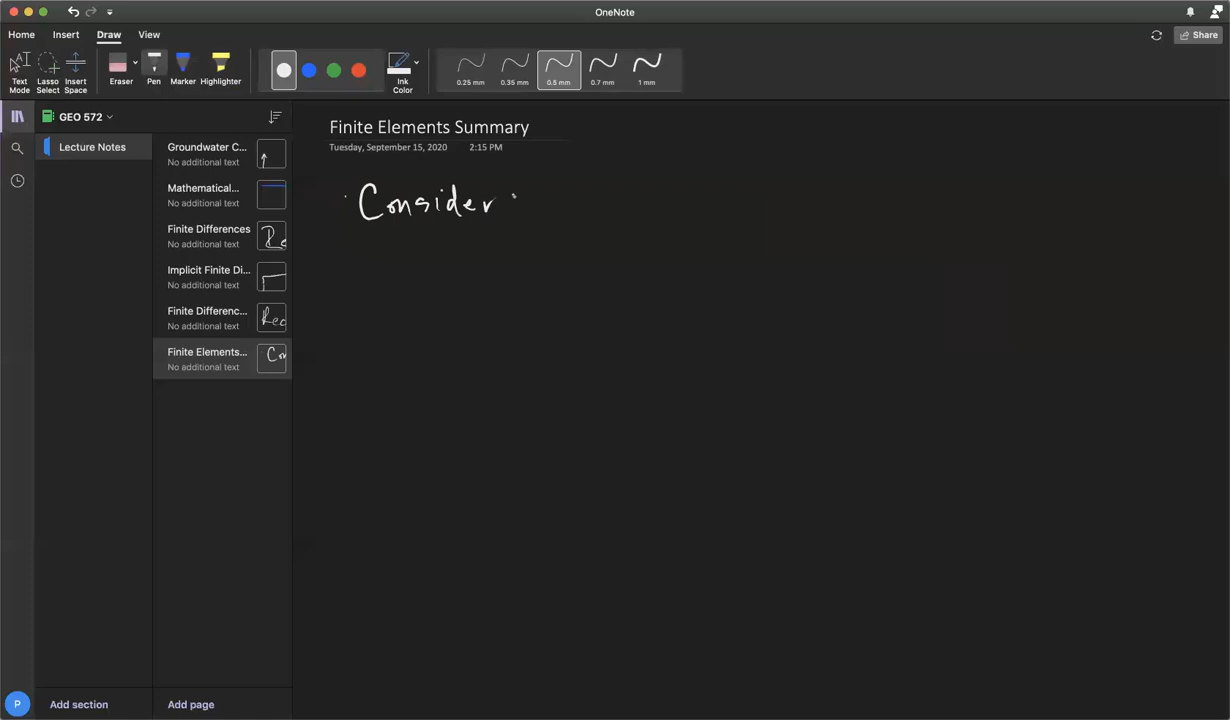 OneNote
Home Insert Draw View
Share
Text Mode
Lasso Select
Insert Space
Eraser
Pen
Marker
Highlighter
Ink Color
0.25 mm
0.35 mm
0.5 mm
0.7 mm
1 mm
GEO 572
Lecture Notes
Groundwater C...
No additional text
Mathematical...
No additional text
Finite Differences
No additional text
Implicit Finite Di...
No additional text
Finite Differenc...
No additional text
Rec
Finite Elements...
No additional text
Con
Finite Elements Summary
Tuesday, September 15, 2020 2:15 PM
Consider
P
Add section
Add page